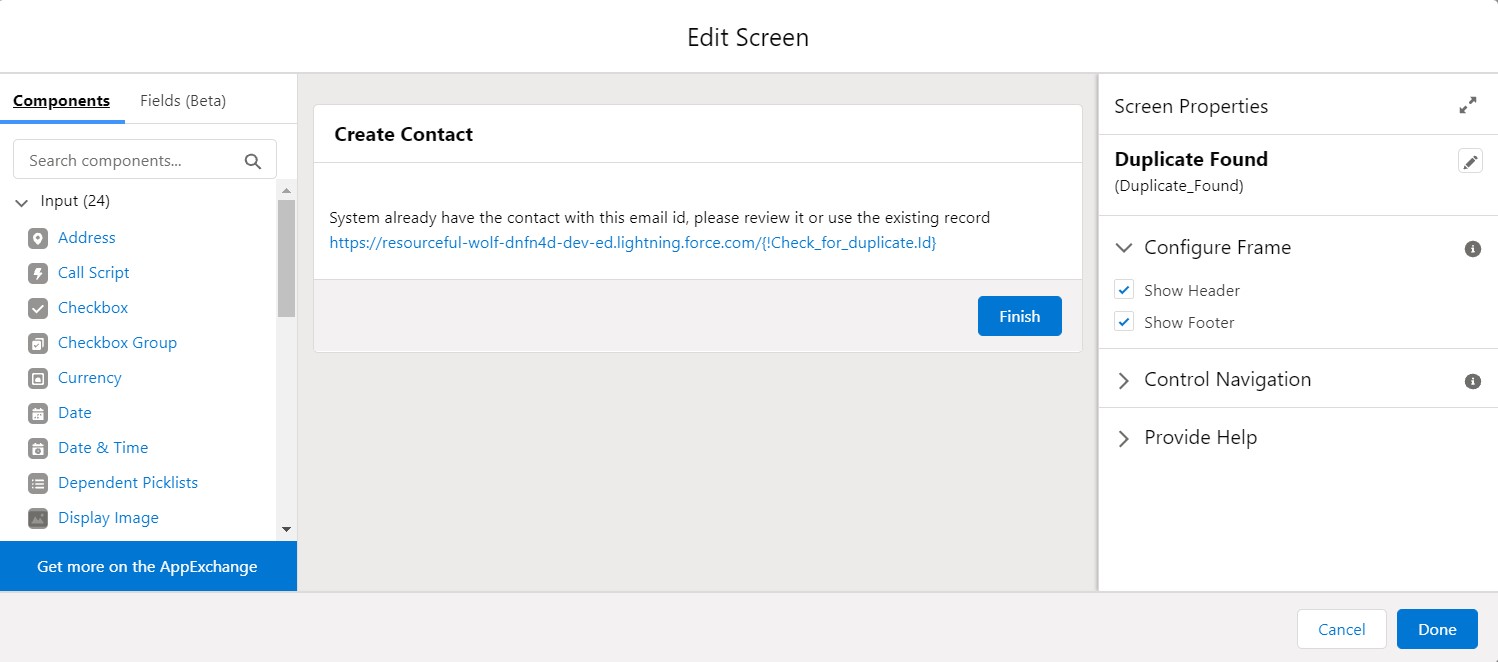 Edit Screen
Components
Fields (Beta)
Search components...
Input (24)
Address
Call Script
Checkbox
Checkbox Group
Currency
Date
Date & Time
Dependent Picklists
Display Image
Get more on the AppExchange
Create Contact
System already have the contact with this email id, please review it or use the existing record
https://resourceful-wolf-dnfn4d-dev-ed.lightning.force.com/{!Check_for_duplicate.Id}
Finish
Screen Properties
Duplicate Found
(Duplicate_Found)
Configure Frame
Show Header
Show Footer
Control Navigation
Provide Help
Cancel
Done